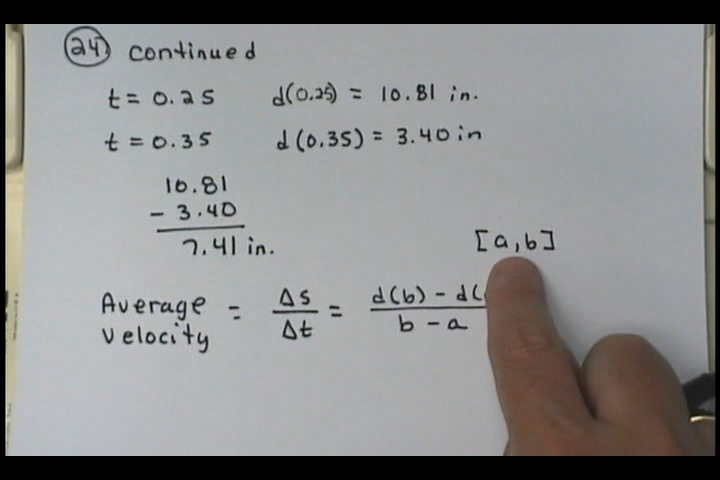 24 continued
t = 0.25 d(0.25) = 10.81 in.
t = 0.35 d(0.35) = 3.40 in
10.81
- 3.40
7.41 in.
[a,b]
Average velocity = Δs/Δt = d(b) - d(/b - a